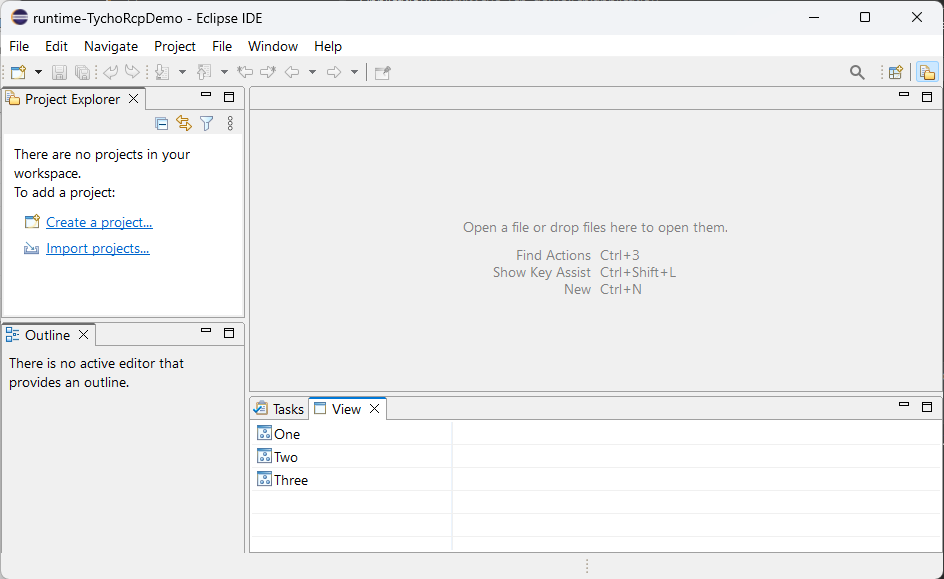 runtime-TychoRcpDemo - Eclipse IDE
File Edit Navigate Project File Window Help
Project Explorer
There are no projects in your
workspace.
To add a project:
Create a project...
Import projects...
Open a file or drop files here to open them.
Find Actions Ctrl+3
Show Key Assist Ctrl+Shift+L
New Ctrl+N
Outline
There is no active editor that
provides an outline.
Tasks View
One
Two
Three